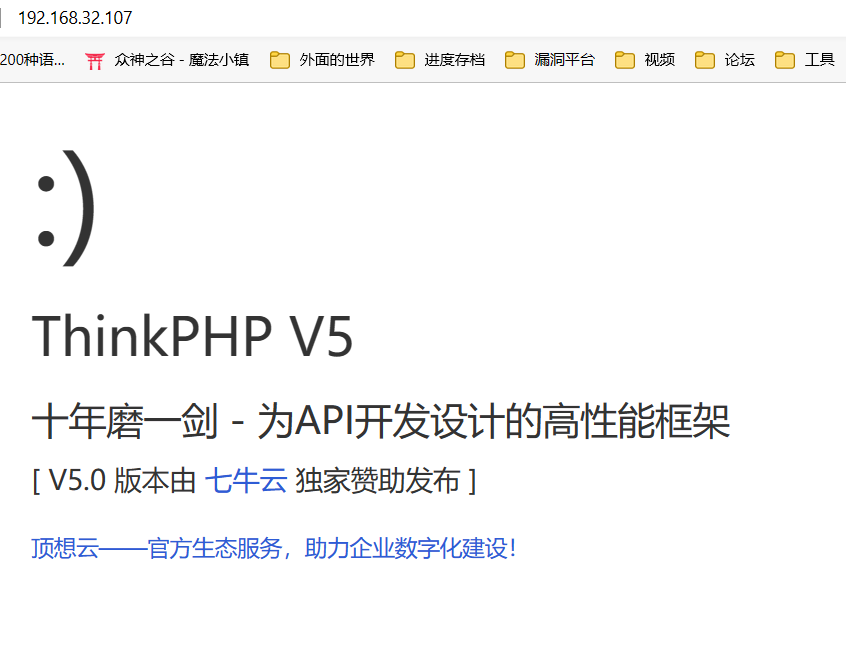 192.168.32.107
200种语... 众神之谷 - 魔法小镇 外面的世界 进度存档 漏洞平台 视频 论坛 工具
:)
ThinkPHP V5
十年磨一剑 - 为API开发设计的高性能框架
[ V5.0 版本由 七牛云 独家赞助发布 ]
顶想云——官方生态服务，助力企业数字化建设！